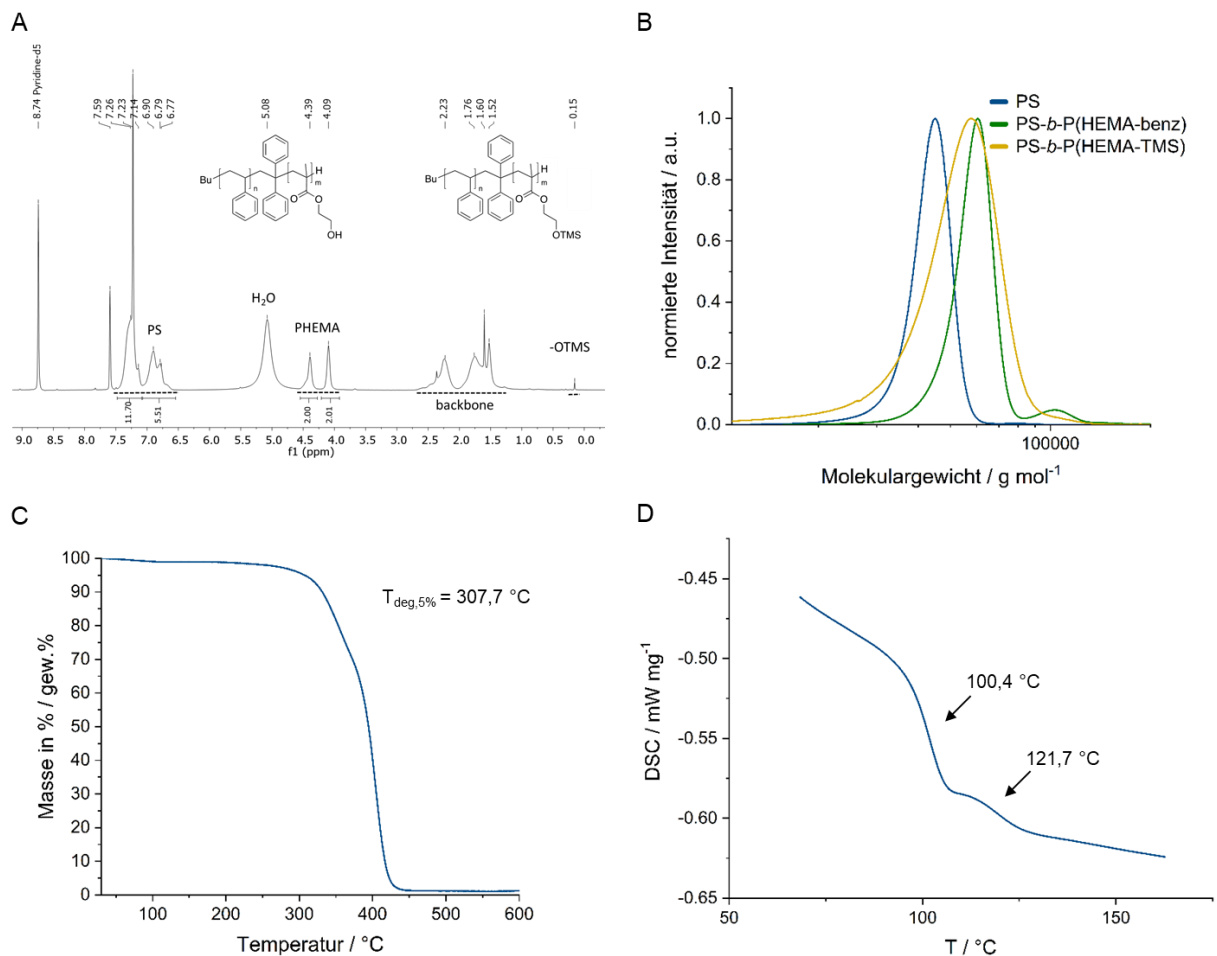 A
8.74 Pyridine-d5
7.59
7.26
7.23
7.14
6.90
6.79
6.77
5.08
4.39
4.09
2.23
1.76
1.60
1.52
0.15
Bu
n
m
H
O
O
OH
Bu
n
m
H
O
O
OTMS
PS
H2O
PHEMA
backbone
-OTMS
11.70
5.51
2.00
2.01
9.0 8.5 8.0 7.5 7.0 6.5 6.0 5.5 5.0 4.5 4.0 3.5 3.0 2.5 2.0 1.5 1.0 0.5 0.0
f1 (ppm)
B
PS
PS-b-P(HEMA-benz)
PS-b-P(HEMA-TMS)
normierte Intensität / a.u.
1.0
0.8
0.6
0.4
0.2
0.0
100000
Molekulargewicht / g mol-1
C
Tdeg,5% = 307,7 °C
Masse in % / gew.%
100
90
80
70
60
50
40
30
20
10
0
100 200 300 400 500 600
Temperatur / °C
D
100,4 °C
121,7 °C
DSC / mW mg-1
-0.45
-0.50
-0.55
-0.60
-0.65
50 100 150
T / °C